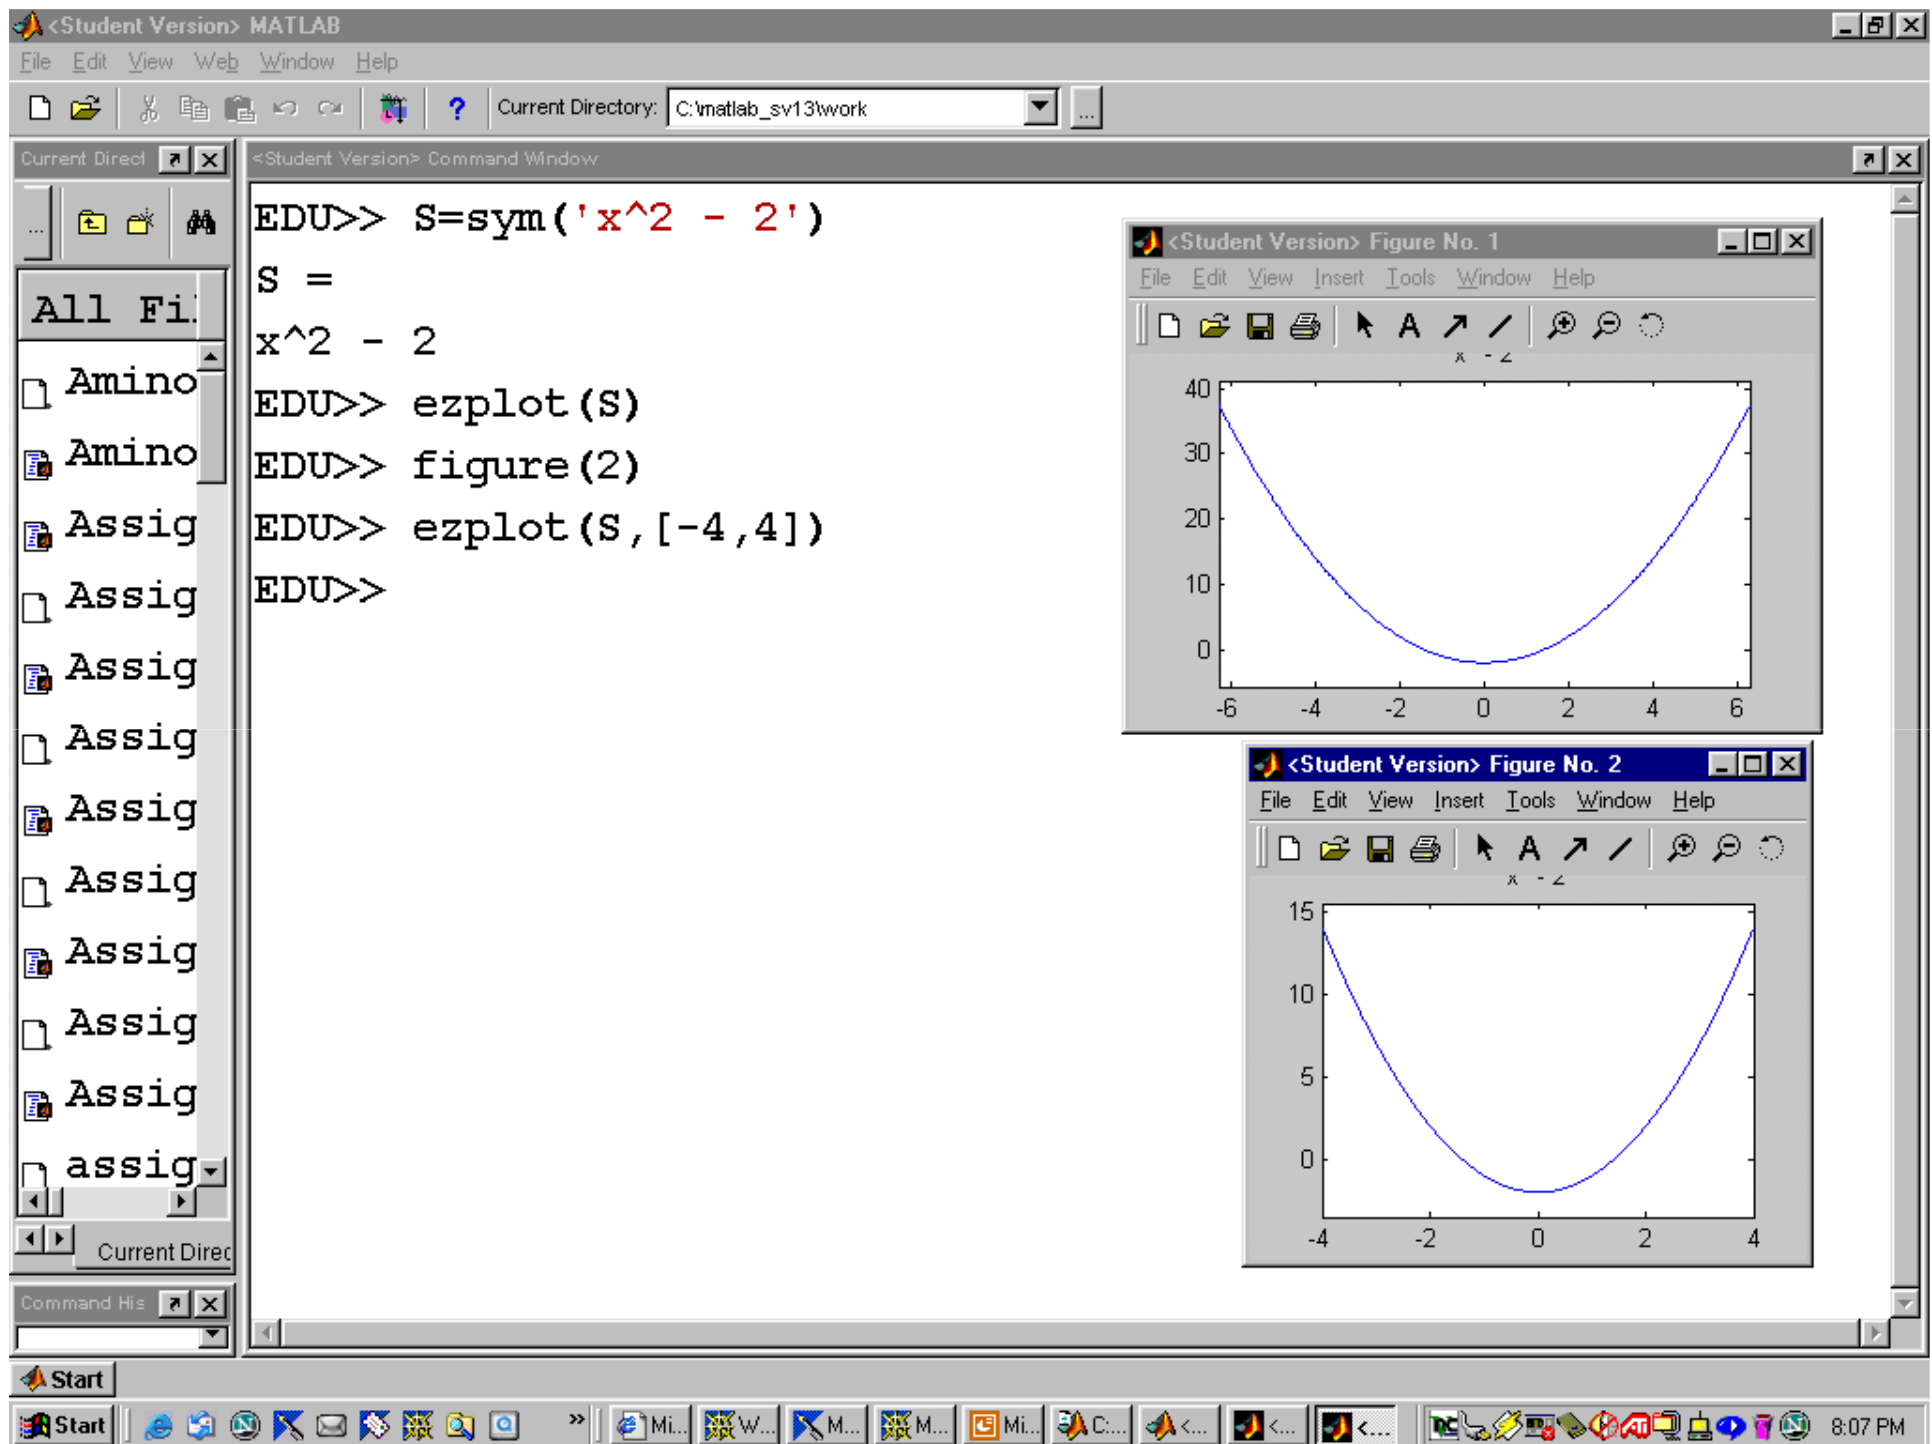 <Student Version> MATLAB
File Edit View Web Window Help
Current Directory: C:\matlab_sv13\work ...
Current Direct
<Student Version> Command Window
...
All Fil
Amino
Amino
Assig
Assig
Assig
Assig
Assig
Assig
Assig
Assig
Assig
assig
Current Direc
Command His
EDU>> S=sym('x^2 - 2')
S =
x^2 - 2
EDU>> ezplot(S)
EDU>> figure(2)
EDU>> ezplot(S,[-4,4])
EDU>>
<Student Version> Figure No. 1
File Edit View Insert Tools Window Help
A
x - 2
40
30
20
10
0
-6 -4 -2 0 2 4 6
<Student Version> Figure No. 2
File Edit View Insert Tools Window Help
A
x - 2
15
10
5
0
-4 -2 0 2 4
Start
Start » Mi... W... M... M... Mi... C:... <... <... <... 8:07 PM